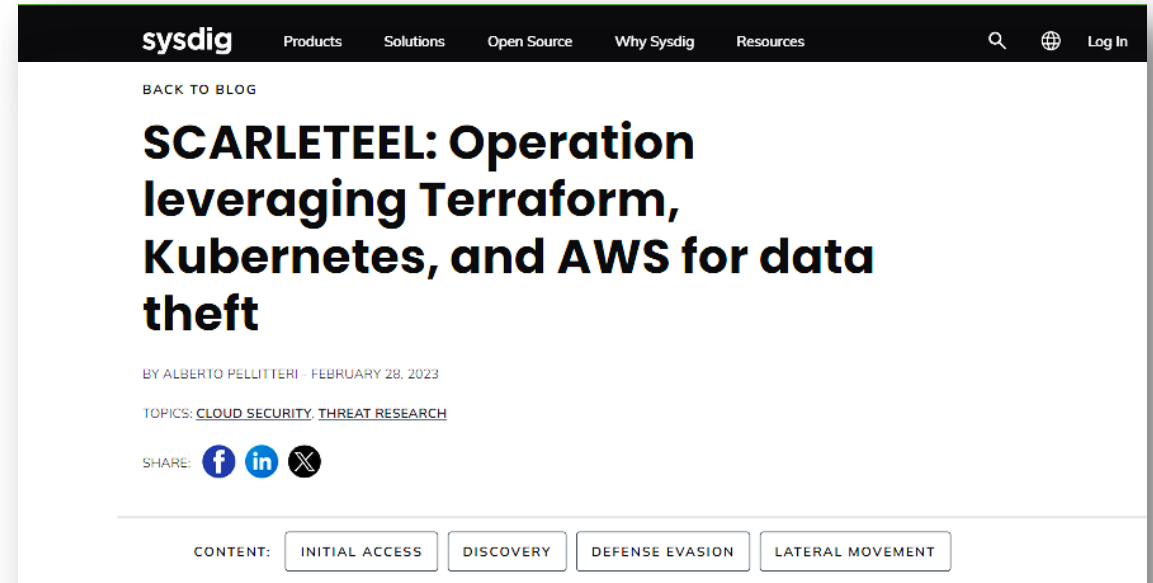 sysdig Products Solutions Open Source Why Sysdig Resources Log In
BACK TO BLOG
SCARLETEEL: Operation
leveraging Terraform,
Kubernetes, and AWS for data
theft
BY ALBERTO PELLITTERI - FEBRUARY 28, 2023
TOPICS: CLOUD SECURITY, THREAT RESEARCH
SHARE: f in X
CONTENT: INITIAL ACCESS DISCOVERY DEFENSE EVASION LATERAL MOVEMENT